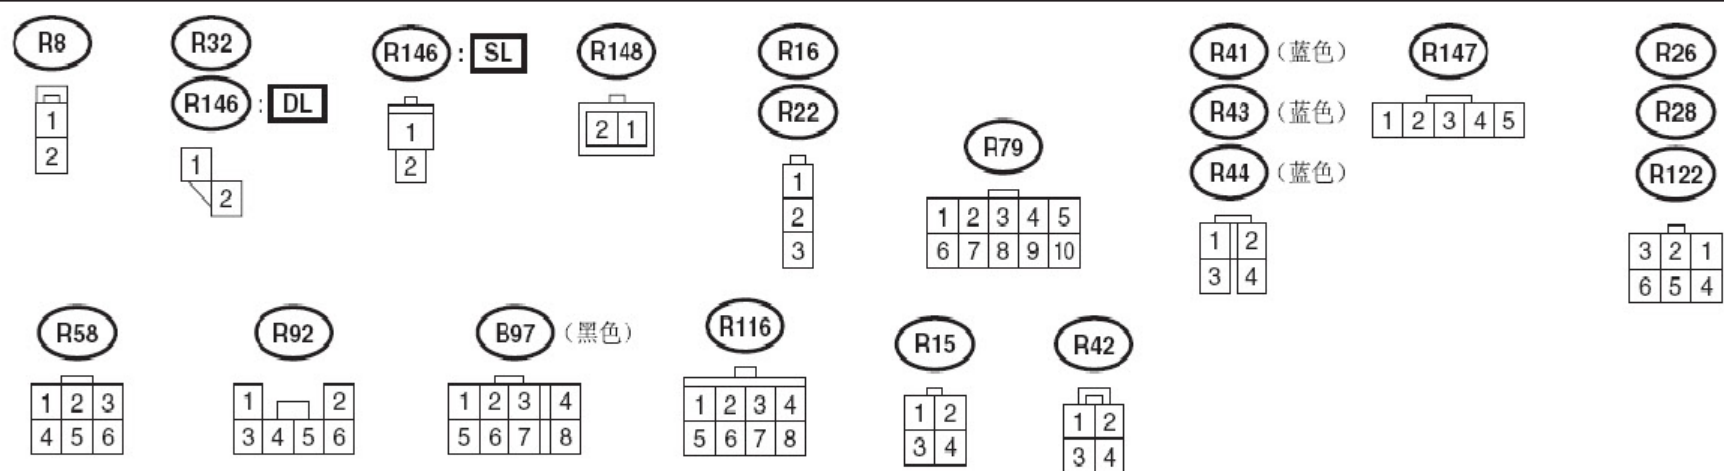 R8
1
2
R32
R146 : DL
1
2
R146 : SL
1
2
R148
2 1
R16
R22
1
2
3
R79
1 2 3 4 5
6 7 8 9 10
R41 (蓝色)
R43 (蓝色)
R44 (蓝色)
1 2
3 4
R147
1 2 3 4 5
R26
R28
R122
3 2 1
6 5 4
R58
1 2 3
4 5 6
R92
1 2
3 4 5 6
B97 (黑色)
1 2 3 4
5 6 7 8
R116
1 2 3 4
5 6 7 8
R15
1 2
3 4
R42
1 2
3 4